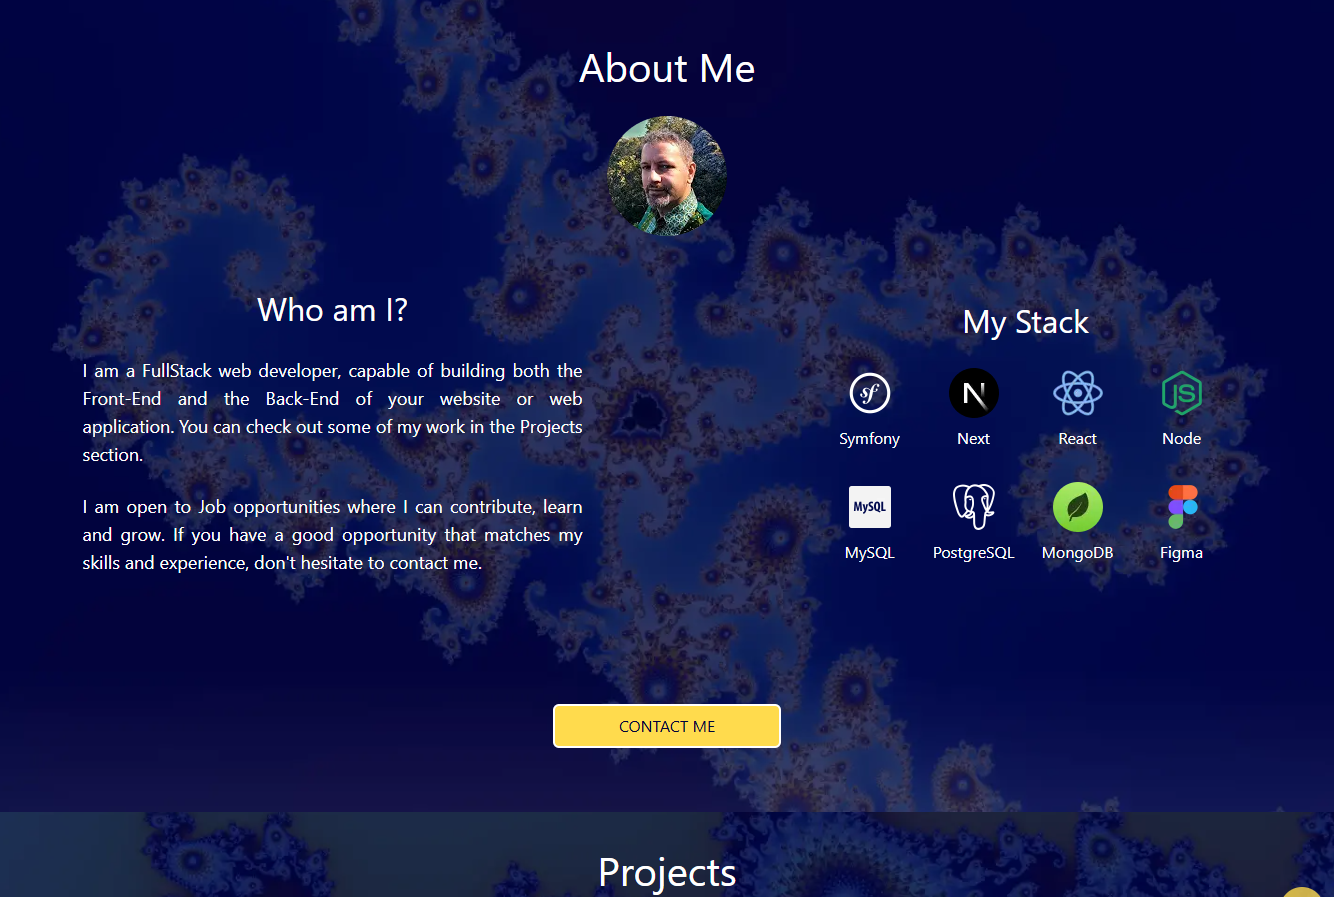 About Me
Who am I?
I am a FullStack web developer, capable of building both the
Front-End and the Back-End of your website or web
application. You can check out some of my work in the Projects
section.
I am open to Job opportunities where I can contribute, learn
and grow. If you have a good opportunity that matches my
skills and experience, don't hesitate to contact me.
My Stack
sf
N
JS
Symfony
Next
React
Node
MySQL
MySQL
PostgreSQL
MongoDB
Figma
CONTACT ME
Projects